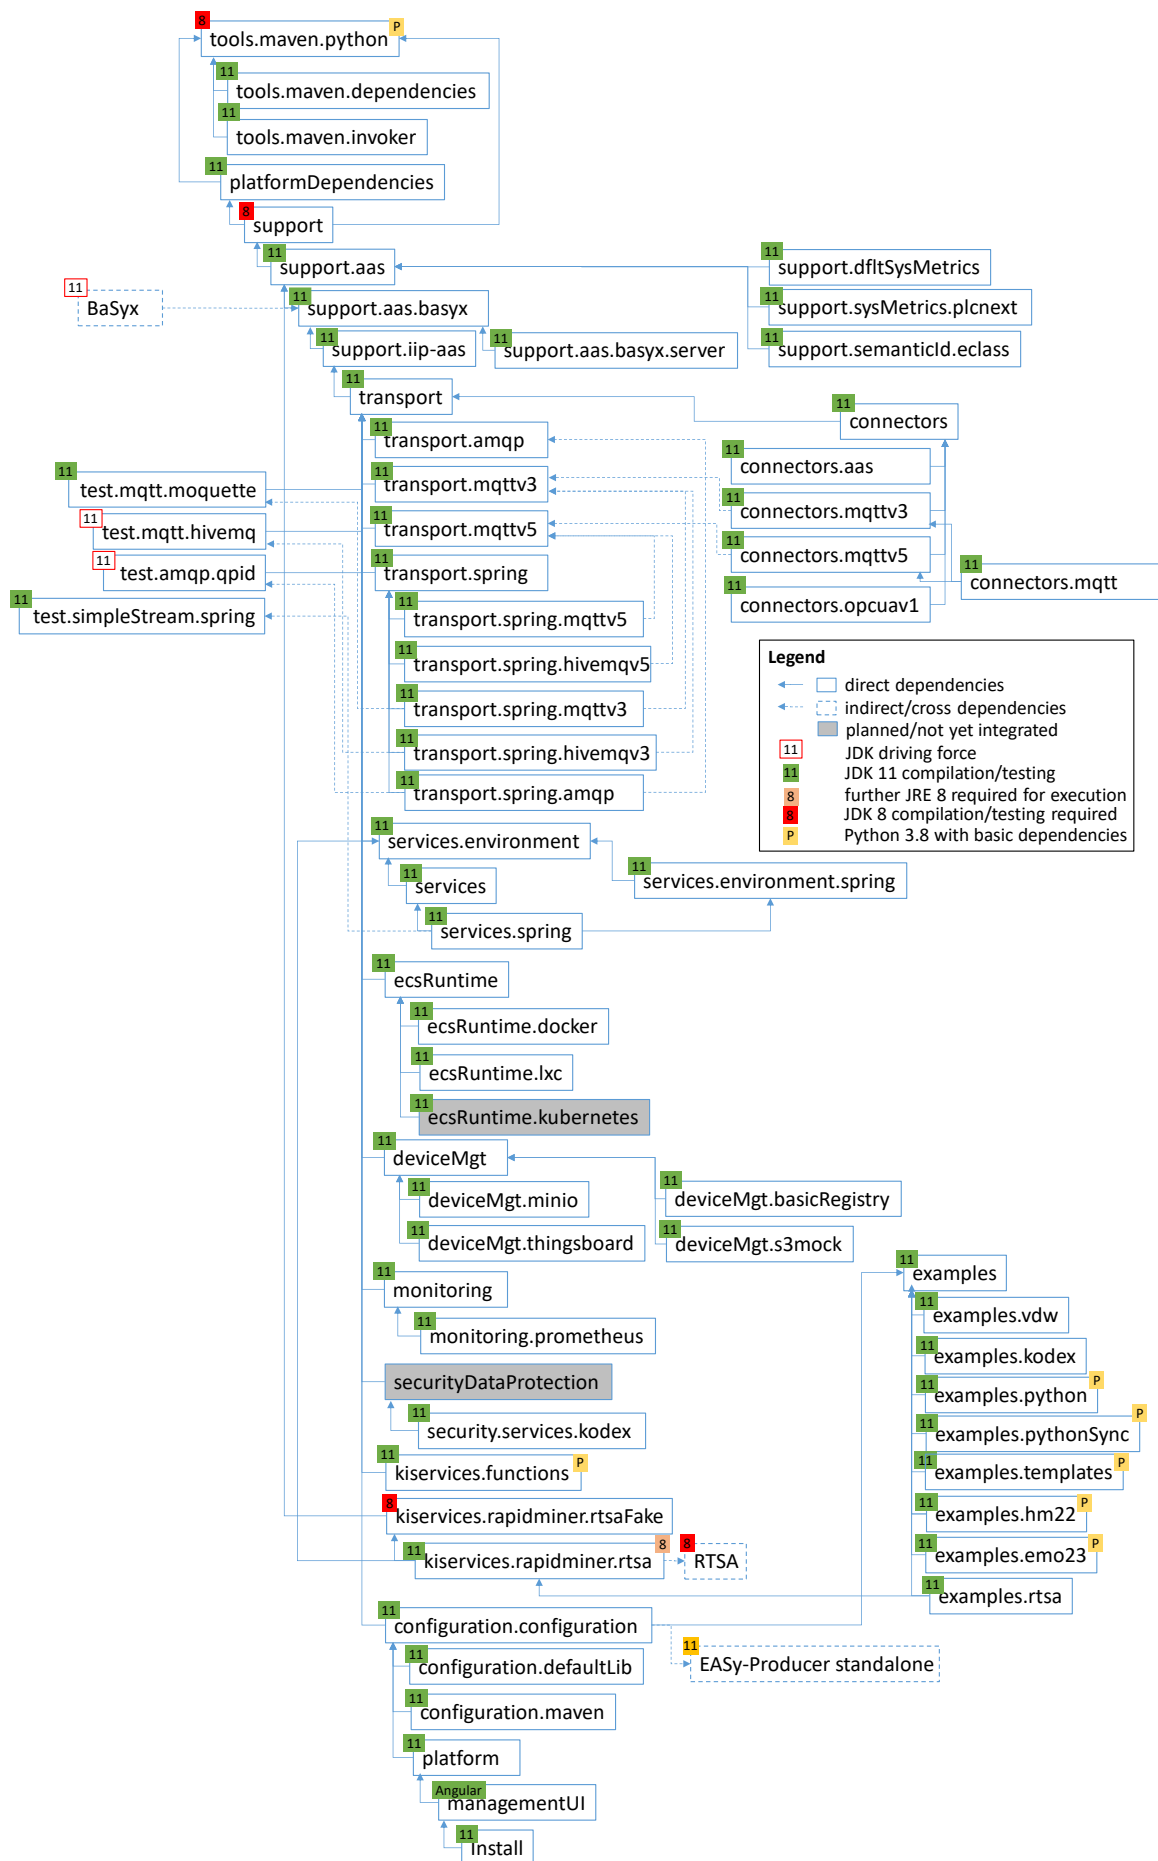 8
P
tools.maven.python
11
tools.maven.dependencies
11
tools.maven.invoker
11
platformDependencies
8
support
11
support.aas
11
support.dfltSysMetrics
11
BaSyx
11
support.aas.basyx
11
support.sysMetrics.plcnext
11
support.iip-aas
11
support.aas.basyx.server
11
support.semanticId.eclass
11
transport
11
connectors
11
transport.amqp
11
connectors.aas
11
test.mqtt.moquette
11
transport.mqttv3
11
connectors.mqttv3
11
test.mqtt.hivemq
11
transport.mqttv5
11
connectors.mqttv5
11
test.amqp.qpid
11
transport.spring
11
connectors.mqtt
11
test.simpleStream.spring
11
transport.spring.mqttv5
11
connectors.opcuav1
11
transport.spring.hivemqv5
11
transport.spring.mqttv3
11
transport.spring.hivemqv3
11
transport.spring.amqp
Legend
direct dependencies
indirect/cross dependencies
planned/not yet integrated
11
JDK driving force
11
JDK 11 compilation/testing
8
further JRE 8 required for execution
8
JDK 8 compilation/testing required
P
Python 3.8 with basic dependencies
11
services.environment
11
services
11
services.environment.spring
11
services.spring
11
ecsRuntime
11
ecsRuntime.docker
11
ecsRuntime.lxc
11
ecsRuntime.kubernetes
11
deviceMgt
11
deviceMgt.minio
11
deviceMgt.basicRegistry
11
deviceMgt.thingsboard
11
deviceMgt.s3mock
11
monitoring
11
monitoring.prometheus
securityDataProtection
11
security.services.kodex
11
P
kiservices.functions
8
kiservices.rapidminer.rtsaFake
11
8
kiservices.rapidminer.rtsa
8
RTSA
11
examples
11
examples.vdw
11
examples.kodex
11
P
examples.python
11
P
examples.pythonSync
11
P
examples.templates
11
P
examples.hm22
11
P
examples.emo23
11
examples.rtsa
11
configuration.configuration
11
EASy-Producer standalone
11
configuration.defaultLib
11
configuration.maven
11
platform
Angular
managementUI
11
Install